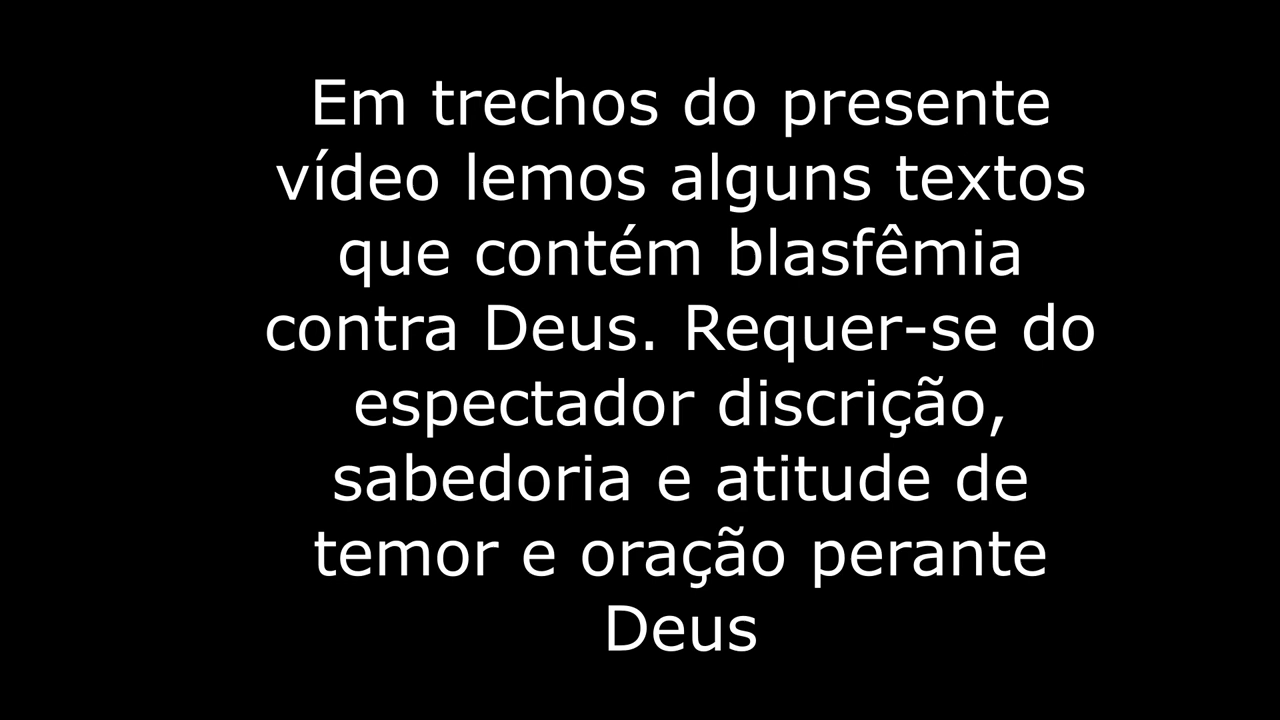 Em trechos do presente
vídeo lemos alguns textos
que contém blasfêmia
contra Deus. Requer-se do
espectador discrição,
sabedoria e atitude de
temor e oração perante
Deus